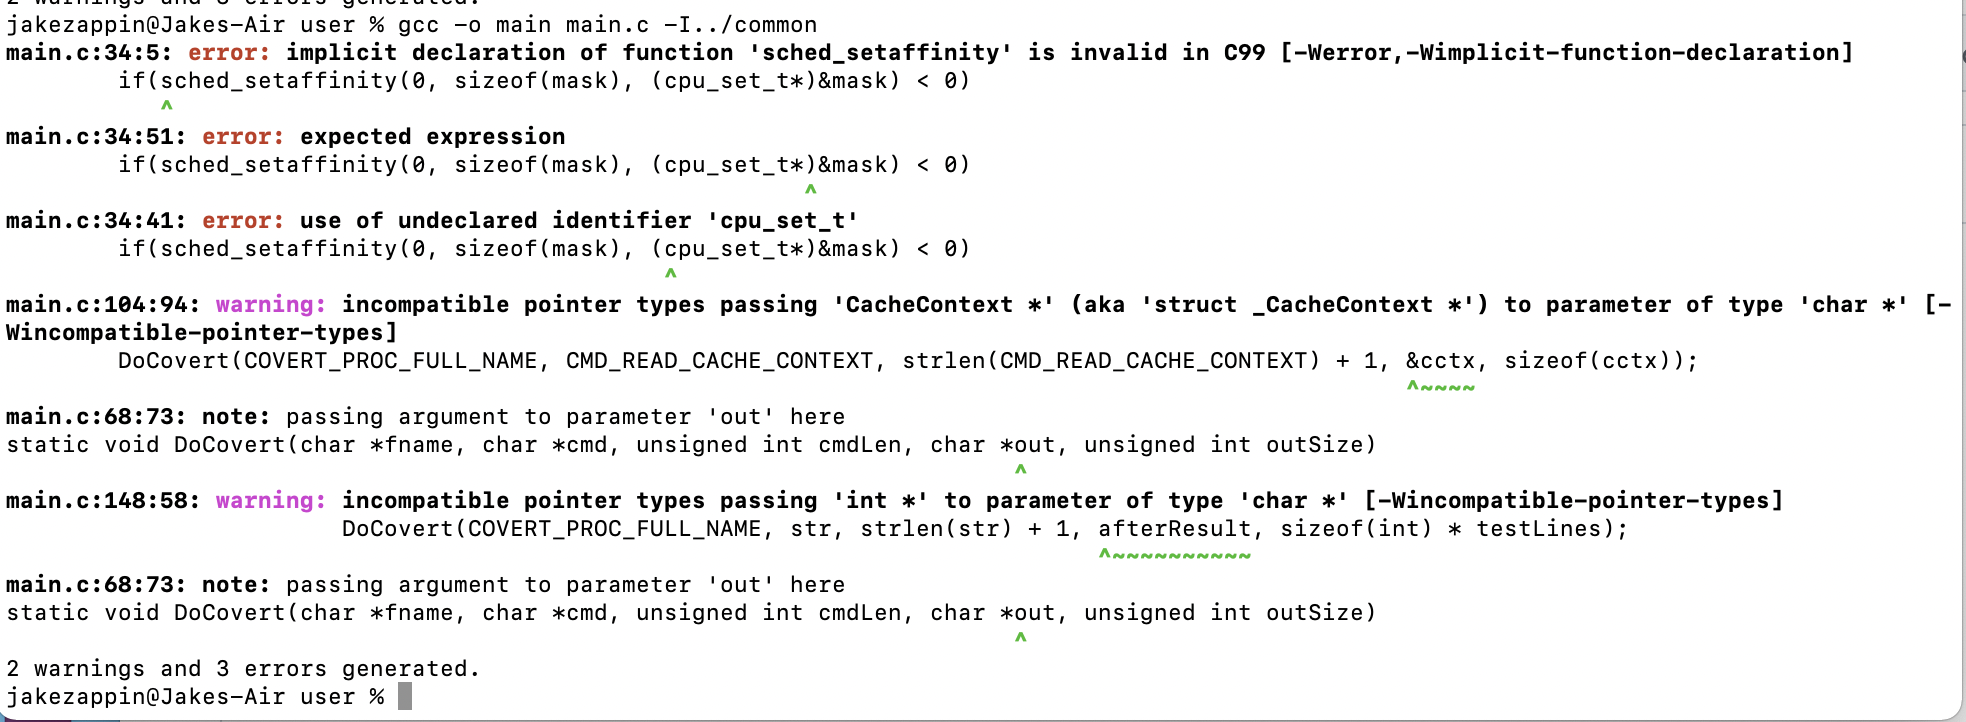 2 warnings and 3 errors generated.
jakezappin@Jakes-Air user % gcc -o main main.c -I../common
main.c:34:5: error: implicit declaration of function 'sched_setaffinity' is invalid in C99 [-Werror,-Wimplicit-function-declaration]
        if(sched_setaffinity(0, sizeof(mask), (cpu_set_t*)&mask) < 0)
           ^
main.c:34:51: error: expected expression
        if(sched_setaffinity(0, sizeof(mask), (cpu_set_t*)&mask) < 0)
                                                         ^
main.c:34:41: error: use of undeclared identifier 'cpu_set_t'
        if(sched_setaffinity(0, sizeof(mask), (cpu_set_t*)&mask) < 0)
                                               ^
main.c:104:94: warning: incompatible pointer types passing 'CacheContext *' (aka 'struct _CacheContext *') to parameter of type 'char *' [-
Wincompatible-pointer-types]
        DoCovert(COVERT_PROC_FULL_NAME, CMD_READ_CACHE_CONTEXT, strlen(CMD_READ_CACHE_CONTEXT) + 1, &cctx, sizeof(cctx));
                                                                                                    ^~~~~
main.c:68:73: note: passing argument to parameter 'out' here
static void DoCovert(char *fname, char *cmd, unsigned int cmdLen, char *out, unsigned int outSize)
                                                                        ^
main.c:148:58: warning: incompatible pointer types passing 'int *' to parameter of type 'char *' [-Wincompatible-pointer-types]
                        DoCovert(COVERT_PROC_FULL_NAME, str, strlen(str) + 1, afterResult, sizeof(int) * testLines);
                                                                              ^~~~~~~~~~~
main.c:68:73: note: passing argument to parameter 'out' here
static void DoCovert(char *fname, char *cmd, unsigned int cmdLen, char *out, unsigned int outSize)
                                                                        ^
2 warnings and 3 errors generated.
jakezappin@Jakes-Air user %